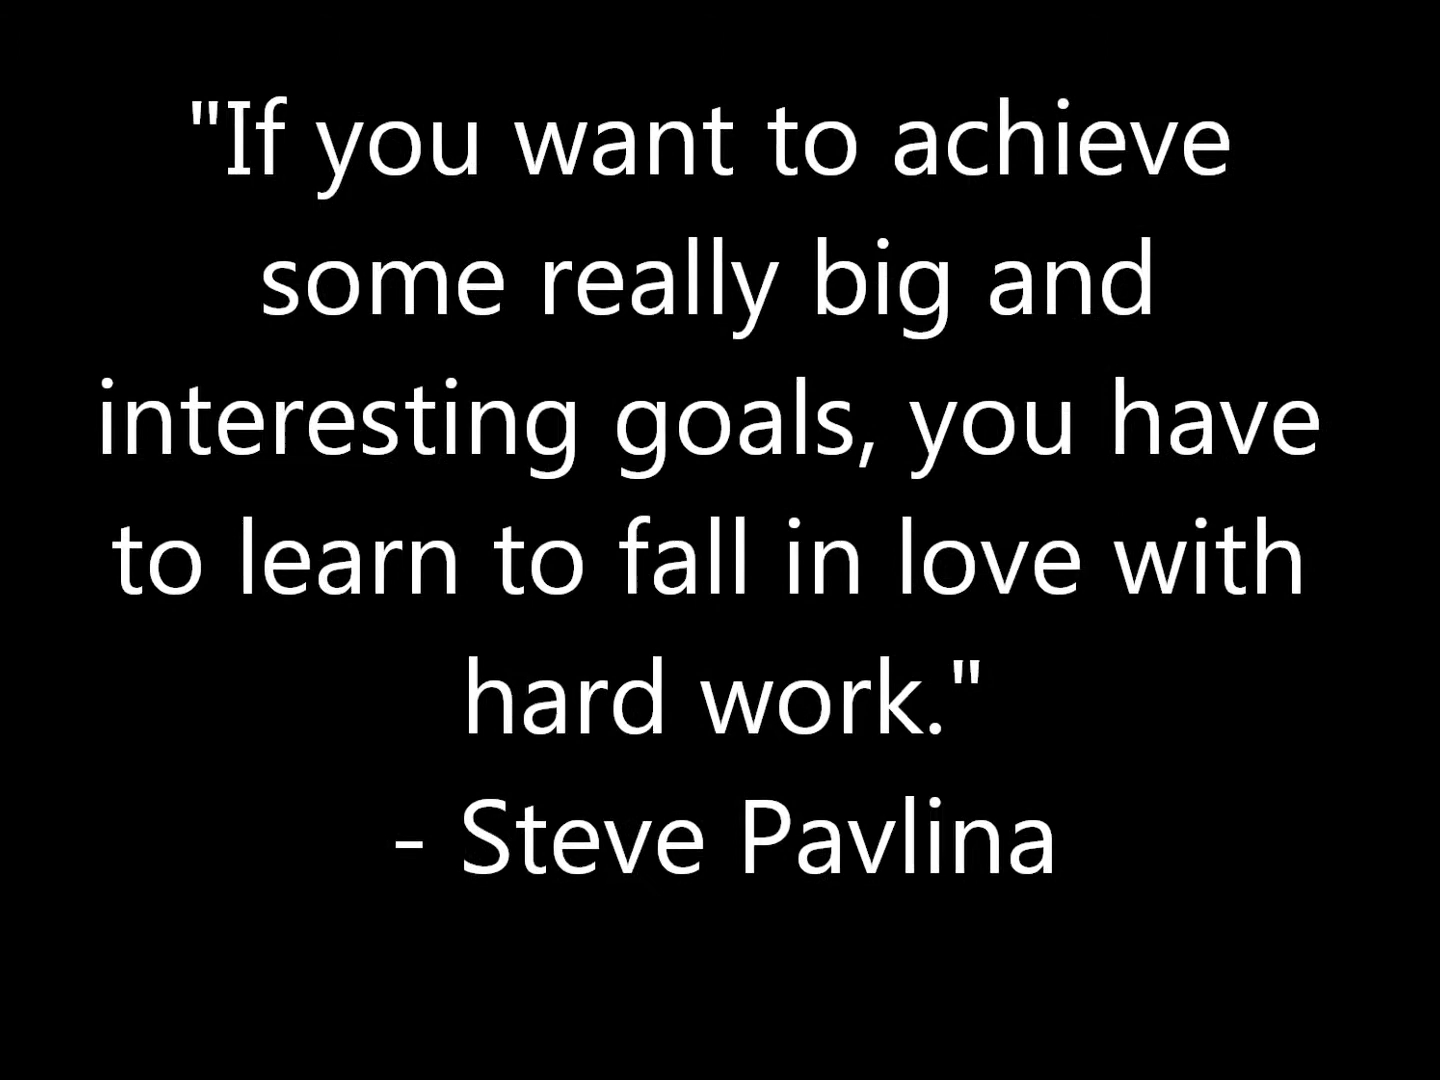 "If you want to achieve
some really big and
interesting goals, you have
to learn to fall in love with
hard work."
- Steve Pavlina